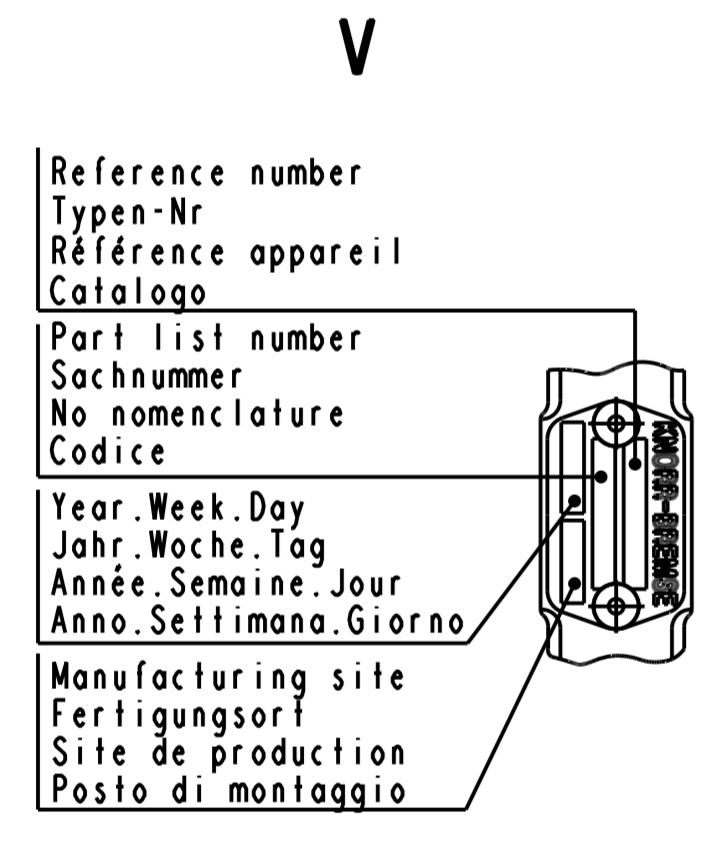 V
Reference number
Typen-Nr
Référence appareil
Catalogo
Part list number
Sachnummer
No nomenclature
Codice
Year.Week.Day
Jahr.Woche.Tag
Année.Semaine.Jour
Anno.Settimana.Giorno
Manufacturing site
Fertigungsort
Site de production
Posto di montaggio
KNORR-BREMSE